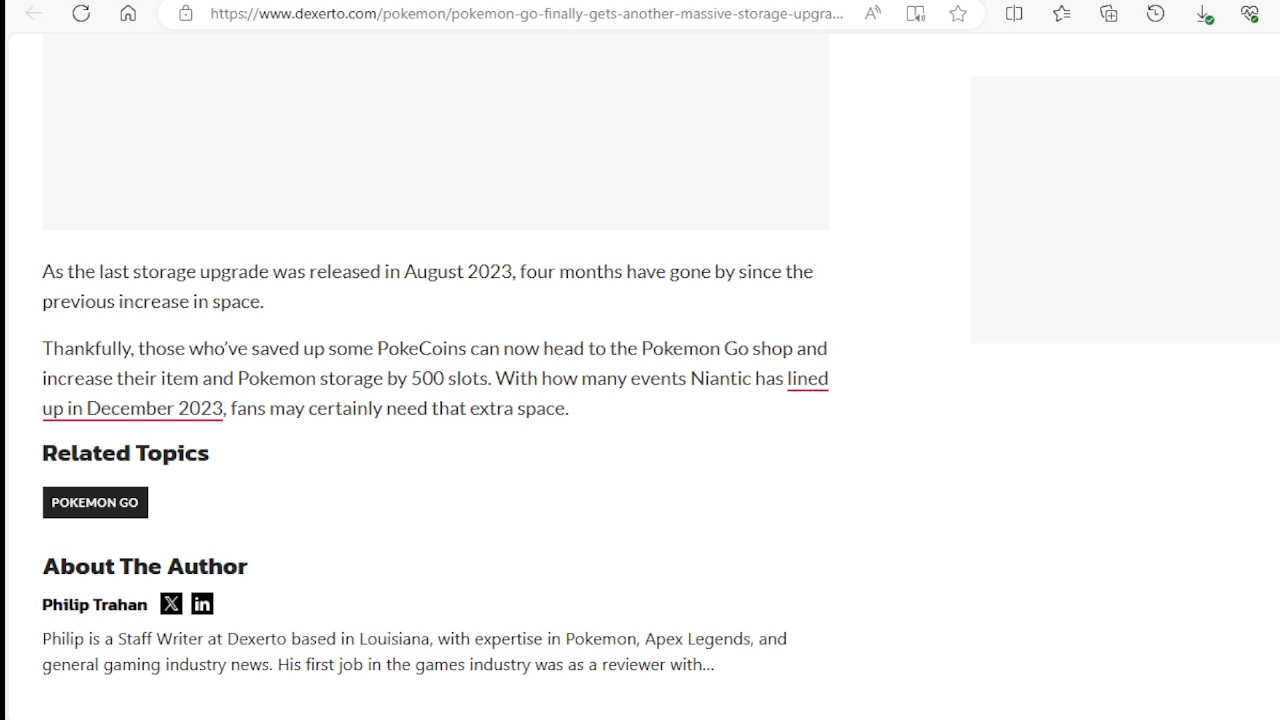 https://www.dexerto.com/pokemon/pokemon-go-finally-gets-another-massive-storage-upgra...
As the last storage upgrade was released in August 2023, four months have gone by since the
previous increase in space.
Thankfully, those who’ve saved up some PokeCoins can now head to the Pokemon Go shop and
increase their item and Pokemon storage by 500 slots. With how many events Niantic has lined
up in December 2023, fans may certainly need that extra space.
Related Topics
POKEMON GO
About The Author
Philip Trahan X in
Philip is a Staff Writer at Dexerto based in Louisiana, with expertise in Pokemon, Apex Legends, and
general gaming industry news. His first job in the games industry was as a reviewer with...